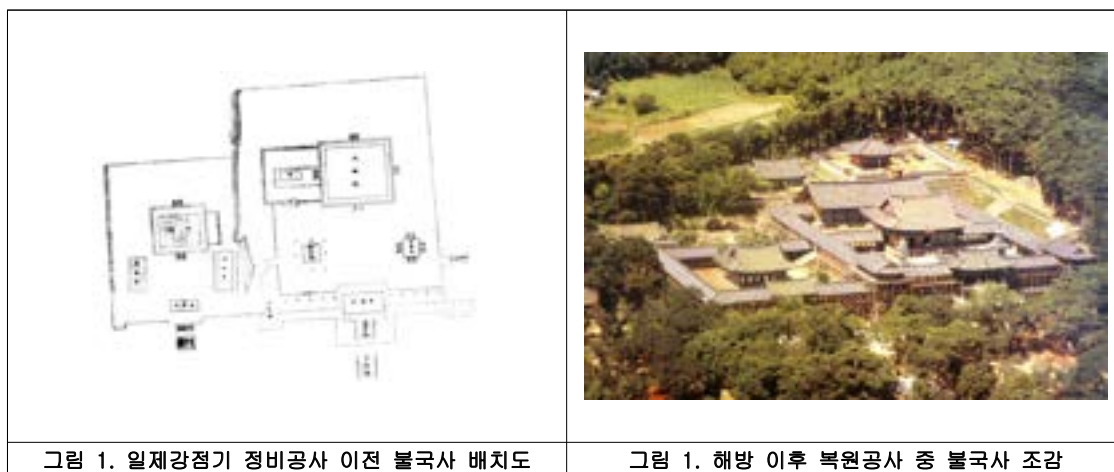 그림 1. 일제강점기 정비공사 이전 불국사 배치도
그림 1. 해방 이후 복원공사 중 불국사 조감